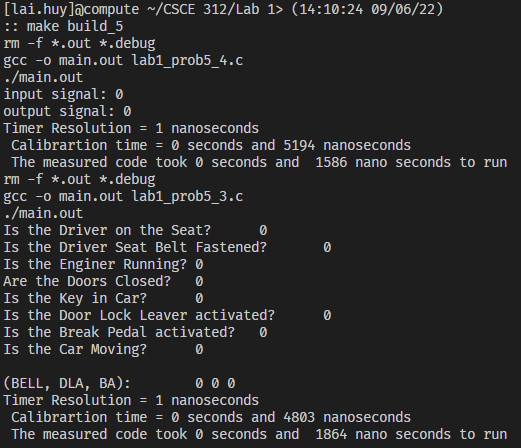 [lai.huy]@compute ~/CSCE 312/Lab 1> (14:10:24 09/06/22)
:: make build_5
rm -f *.out *.debug
gcc -o main.out lab1_prob5_4.c
./main.out
input signal: 0
output signal: 0
Timer Resolution = 1 nanoseconds
 Calibrartion time = 0 seconds and 5194 nanoseconds
 The measured code took 0 seconds and  1586 nano seconds to run
rm -f *.out *.debug
gcc -o main.out lab1_prob5_3.c
./main.out
Is the Driver on the Seat?      0
Is the Driver Seat Belt Fastened?       0
Is the Enginer Running? 0
Are the Doors Closed?   0
Is the Key in Car?      0
Is the Door Lock Leaver activated?      0
Is the Break Pedal activated?   0
Is the Car Moving?      0

(BELL, DLA, BA):        0 0 0
Timer Resolution = 1 nanoseconds
 Calibrartion time = 0 seconds and 4803 nanoseconds
 The measured code took 0 seconds and  1864 nano seconds to run